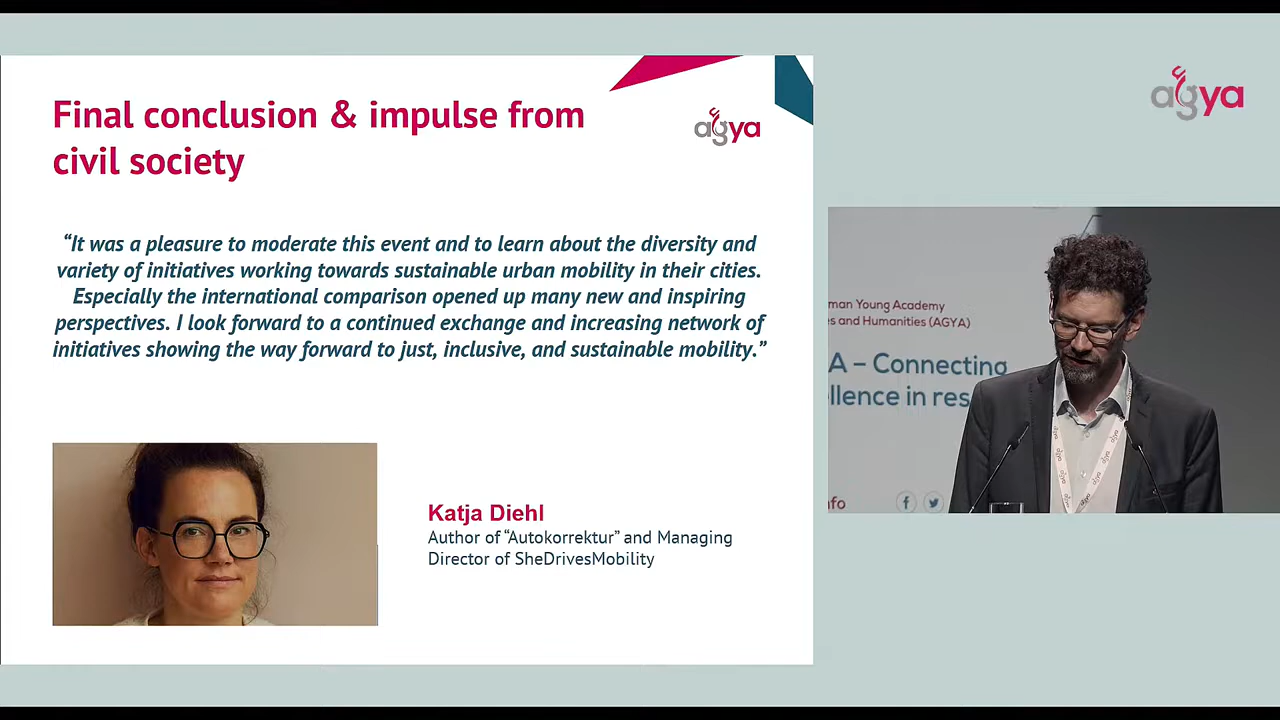 Final conclusion & impulse from
civil society
agya
“It was a pleasure to moderate this event and to learn about the diversity and
variety of initiatives working towards sustainable urban mobility in their cities.
Especially the international comparison opened up many new and inspiring
perspectives. I look forward to a continued exchange and increasing network of
initiatives showing the way forward to just, inclusive, and sustainable mobility.”
Katja Diehl
Author of “Autokorrektur” and Managing
Director of SheDrivesMobility
agya
man Young Academy
es and Humanities (AGYA)
A – Connecting
llence in res
nfo